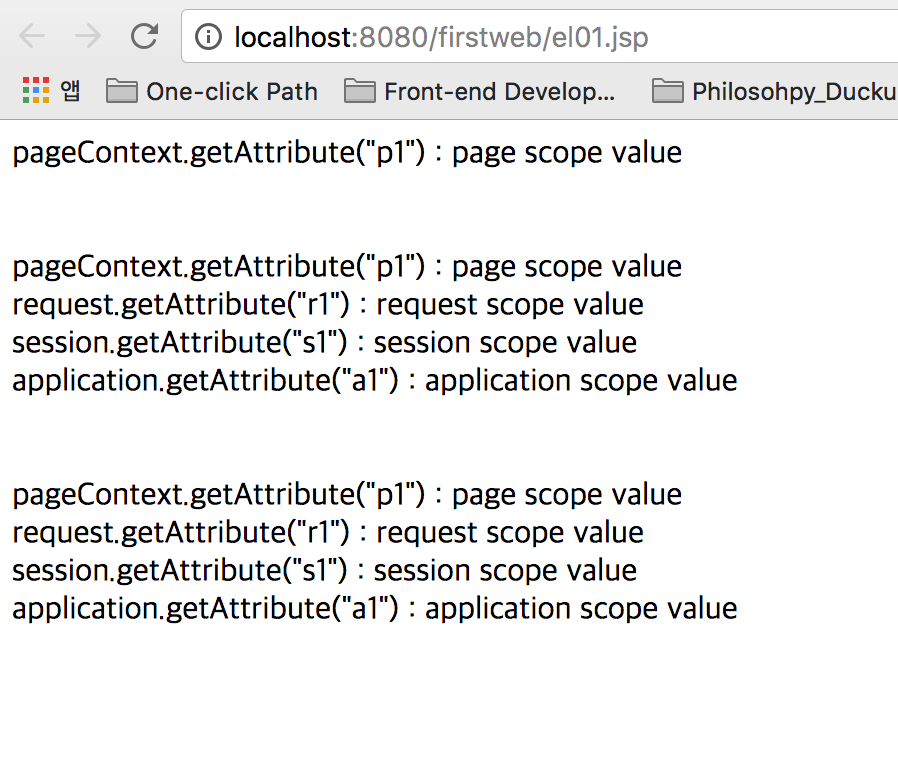 localhost:8080/firstweb/el01.jsp
앱 One-click Path Front-end Develop... Philosohpy_Ducku
pageContext.getAttribute("p1") : page scope value
pageContext.getAttribute("p1") : page scope value
request.getAttribute("r1") : request scope value
session.getAttribute("s1") : session scope value
application.getAttribute("a1") : application scope value
pageContext.getAttribute("p1") : page scope value
request.getAttribute("r1") : request scope value
session.getAttribute("s1") : session scope value
application.getAttribute("a1") : application scope value